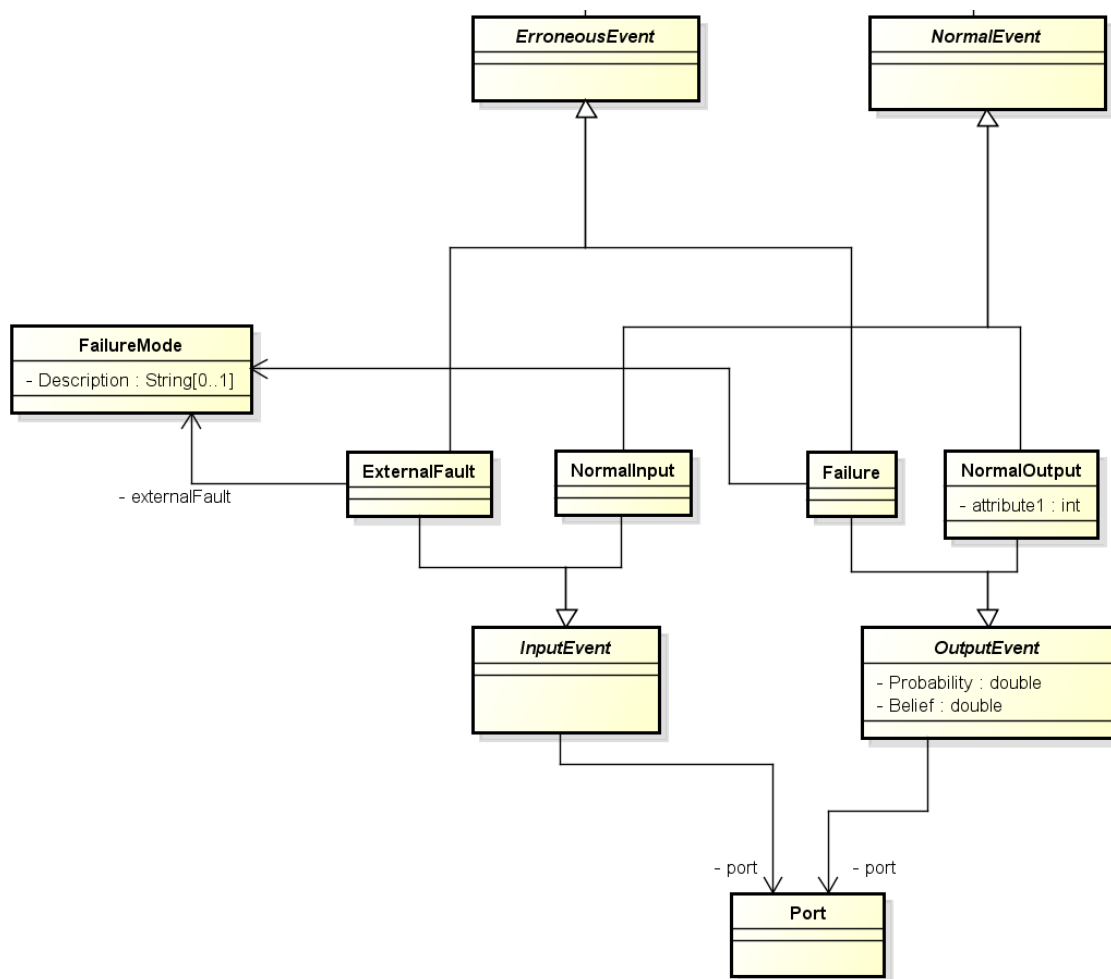 ErroneousEvent
NormalEvent
FailureMode
- Description : String[0..1]
ExternalFault
NormalInput
Failure
NormalOutput
- attribute1 : int
- externalFault
InputEvent
OutputEvent
- Probability : double
- Belief : double
- port
- port
Port